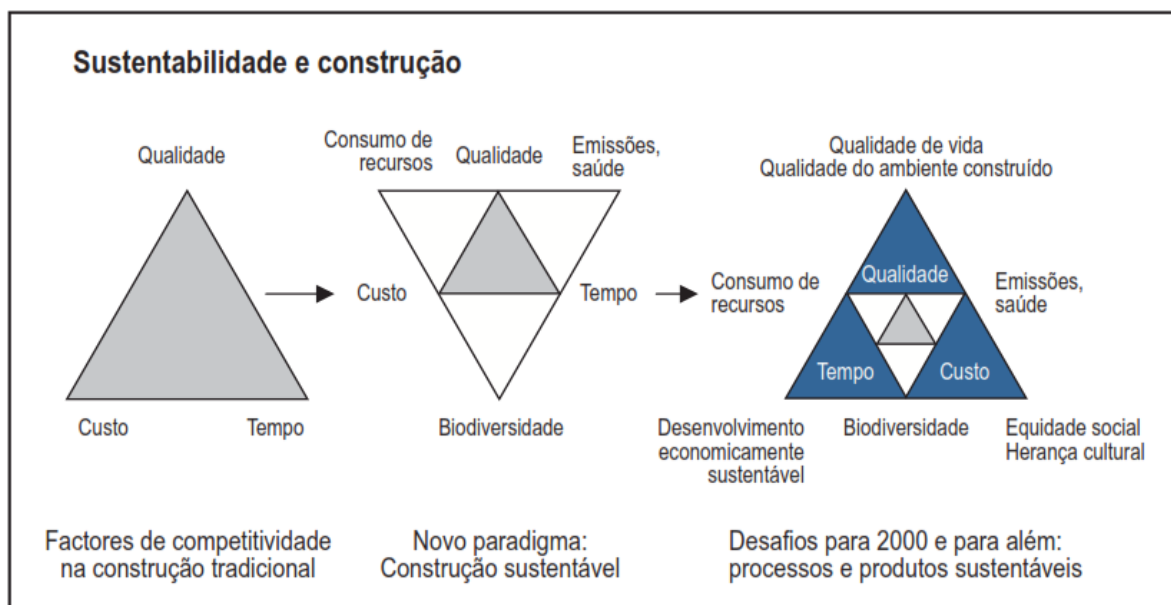 Sustentabilidade e construção
Qualidade
Custo
Tempo
Factores de competitividade
na construção tradicional
Consumo de
recursos
Qualidade
Emissões,
saúde
Custo
Tempo
Biodiversidade
Novo paradigma:
Construção sustentável
Qualidade de vida
Qualidade do ambiente construído
Consumo de
recursos
Qualidade
Emissões,
saúde
Tempo
Custo
Desenvolvimento
economicamente
sustentável
Biodiversidade
Equidade social
Herança cultural
Desafios para 2000 e para além:
processos e produtos sustentáveis